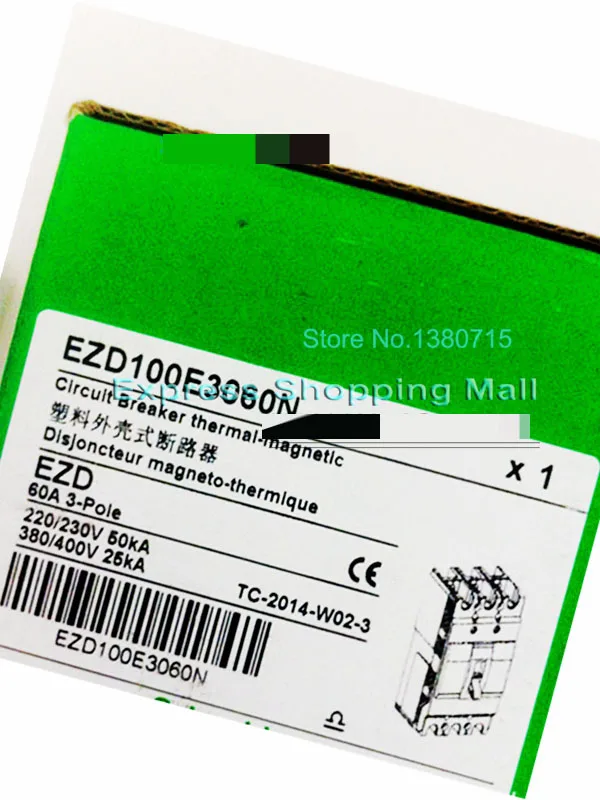 Store No.1380715
EZD100E3060N
Express Shopping Mall
Circuit Breaker thermal-magnetic
塑料外壳式断路器
Disjoncteur magneto-thermique
x 1
EZD
60A 3-Pole
220/230V 50kA
380/400V 25kA
CE
TC-2014-W02-3
EZD100E3060N